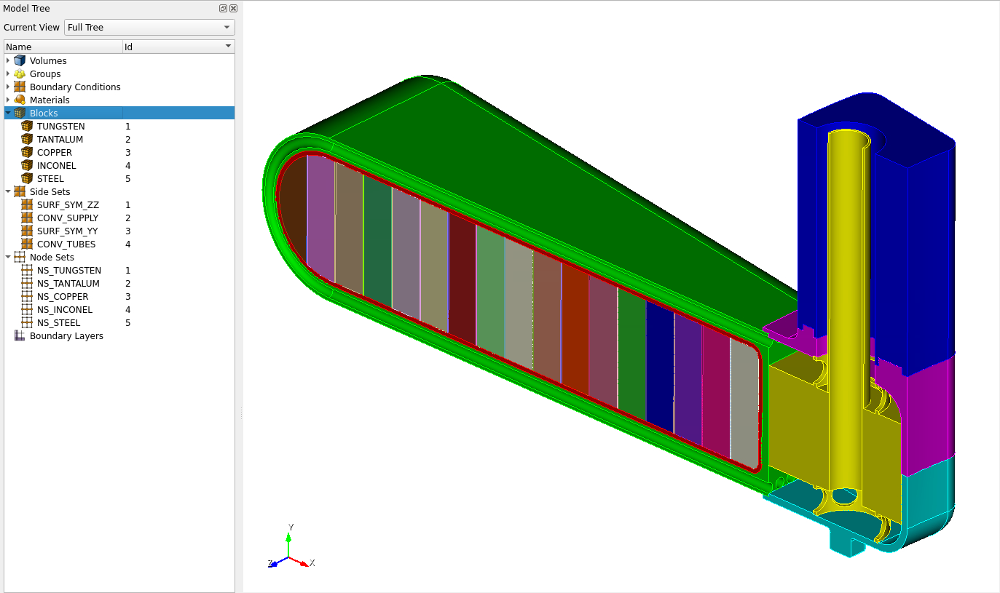 Model Tree
Current View Full Tree
Name Id
Volumes
Groups
Boundary Conditions
Materials
Blocks
TUNGSTEN 1
TANTALUM 2
COPPER 3
INCONEL 4
STEEL 5
Side Sets
SURF_SYM_ZZ 1
CONV_SUPPLY 2
SURF_SYM_YY 3
CONV_TUBES 4
Node Sets
NS_TUNGSTEN 1
NS_TANTALUM 2
NS_COPPER 3
NS_INCONEL 4
NS_STEEL 5
Boundary Layers
Y
Z X